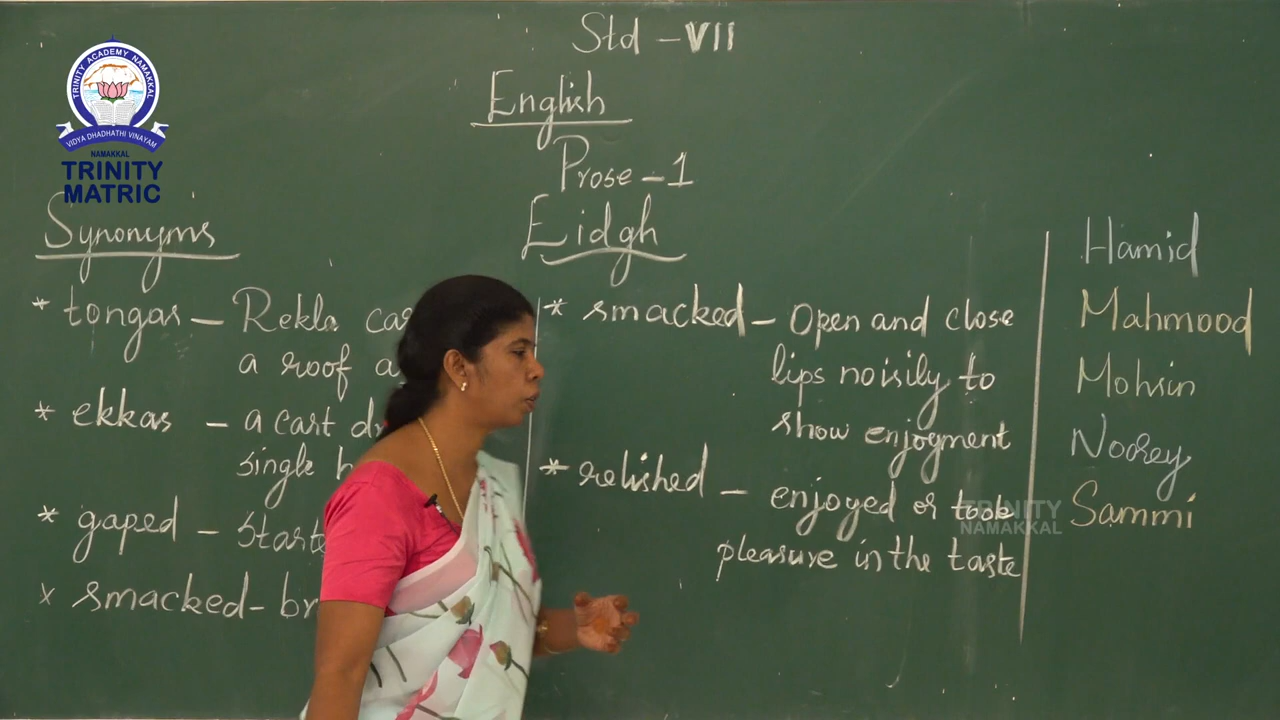 TRINITY ACADEMY NAMAKKAL
VIDYA DHADHATHI VINAYAM
NAMAKKAL
TRINITY
MATRIC
Std - VII
English
Prose - 1
Eidgh
Synonyms
* tongas - Rekla
a roof
* ekkas - a cart
single
* gaped -
* smacked -
* smacked - Open and close
lips noisily to
show enjoyment
* relished - enjoyed or took
pleasure in the taste
Hamid
Mahmood
Mohsin
Noorey
Sammi
TRINITY
NAMAKKAL